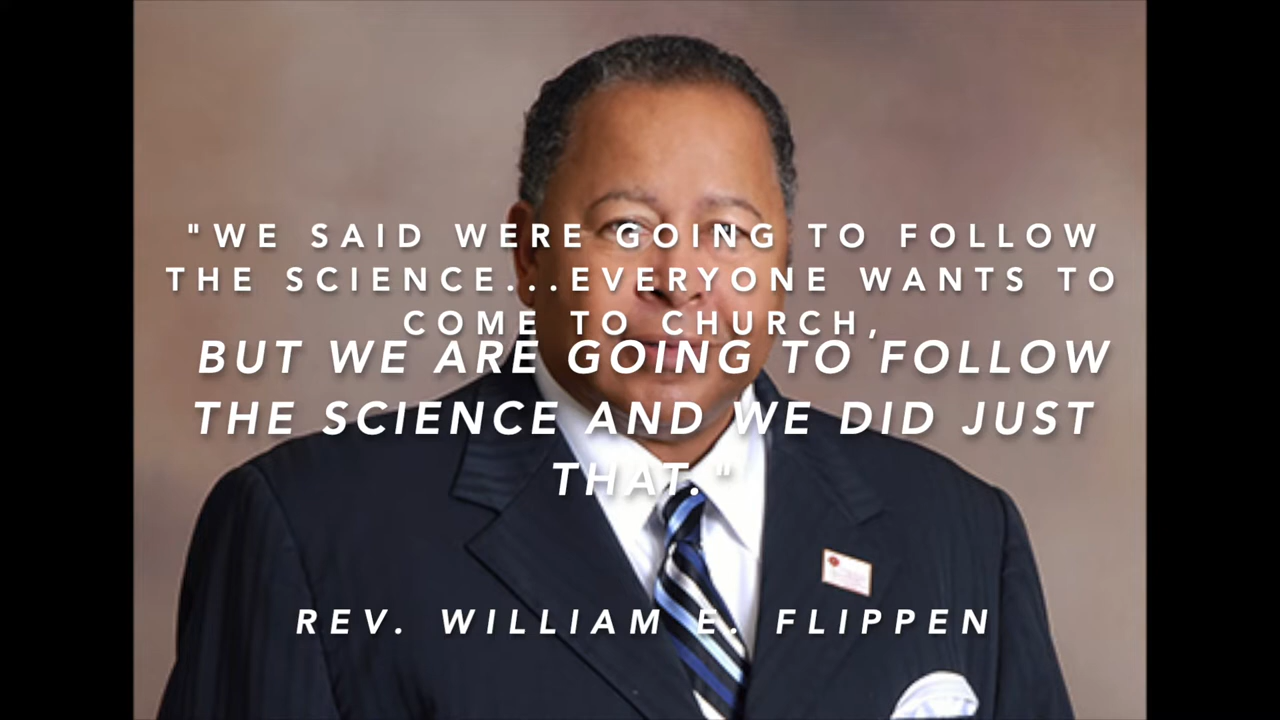 "WE SAID WERE GOING TO FOLLOW
THE SCIENCE...EVERYONE WANTS TO
COME TO CHURCH,
BUT WE ARE GOING TO FOLLOW
THE SCIENCE AND WE DID JUST
THAT."
REV. WILLIAM E. FLIPPEN